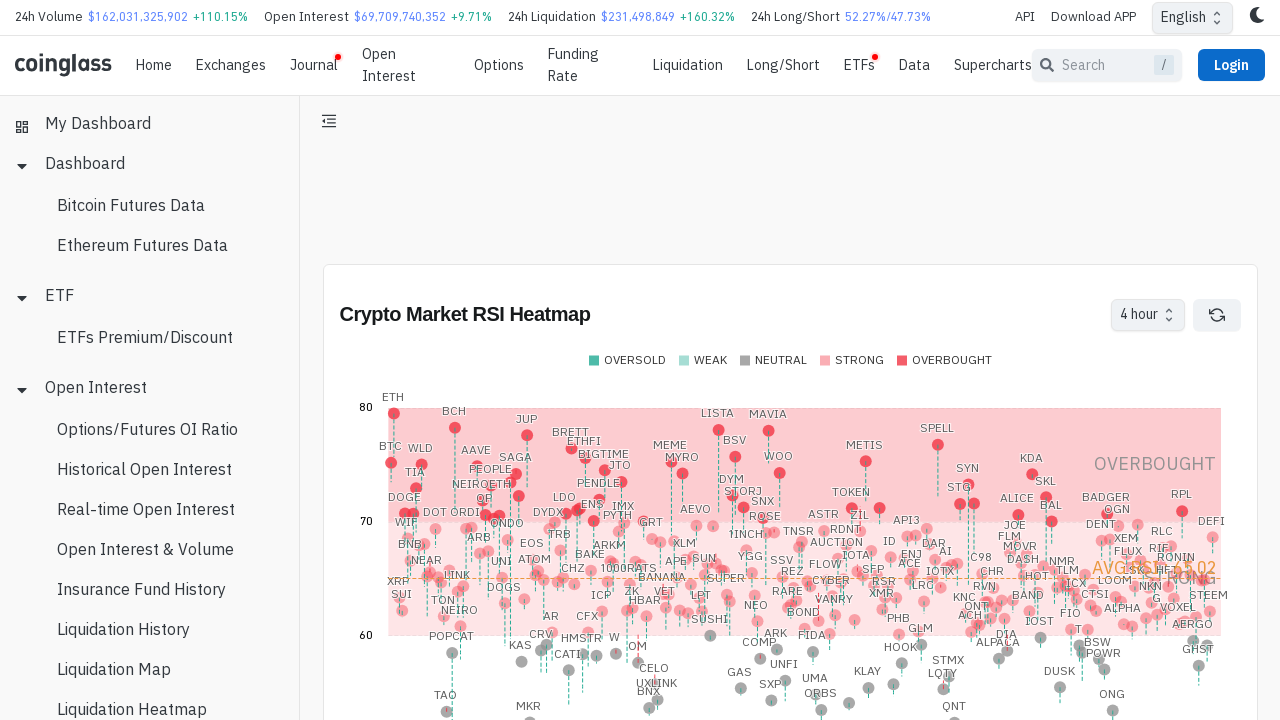 24h Volume $162,031,325,902 +110.15% Open Interest $69,709,740,352 +9.71% 24h Liquidation $231,498,849 +160.32% 24h Long/Short 52.27%/47.73% API Download APP English
coinglass Home Exchanges Journal Open Interest Options Funding Rate Liquidation Long/Short ETFs Data Supercharts Search / Login
My Dashboard
Dashboard
Bitcoin Futures Data
Ethereum Futures Data
ETF
ETFs Premium/Discount
Open Interest
Options/Futures OI Ratio
Historical Open Interest
Real-time Open Interest
Open Interest & Volume
Insurance Fund History
Liquidation History
Liquidation Map
Liquidation Heatmap
Crypto Market RSI Heatmap 4 hour
OVERSOLD WEAK NEUTRAL STRONG OVERBOUGHT
80
70
60
OVERBOUGHT
ETH
BCH
JUP
LISTA MAVIA
SPELL
BRETT
ETHFI
BTC WLD AAVE BIGTIME MEME BSV METIS
SAGA MYRO WOO KDA
TIA PEOPLE JTO SYN
NEIROETH PENDLE DYM STG SKL
DOGE OP LDO ENS IMX STORJ TOKEN ALICE BADGER RPL
DOT ORDI DYDX PYTH AEVO SNX ASTR ZIL BAL OGN
WIF ONDO GRT ROSE API3 JOE DENT DEFI
ARB TRB 1INCH TNSR RDNT FLM XEM RLC
BNB EOS ARKM XLM AUCTION ID DAR MOVR FLUX RIF
NEAR UNI ATOM BAKE APE SUN YGG SSV IOTA ENJ AI C98 DASH NMR RONIN
LINK CHZ 1000RATS FLOW ACE IOTX CHR TLM
XRP DOGS BANANA SUPER REZ CYBER SFP RSR LRC RVN HOT ICX LOOM NKN
SUI TON ICP ZK VET LPT RARE XMR KNC BAND CTSI G STEEM
NEIRO HBAR NEO VANRY ONT ALPHA VOXEL
AR CFX SUSHI BOND PHB ACH IOST FIO AERGO
POPCAT CRV HMSTR W ARK FIDA GLM DIA T
KAS CATI OM COMP HOOK ALPACA BSW GHST
CELO GAS UNFI KLAY STMX POWR
TAO UXLINK SXP UMA LQTY DUSK
BNX ORBS ONG
MKR QNT